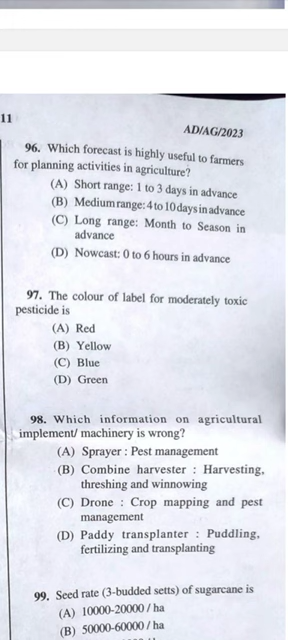 11
AD/AG/2023
96. Which forecast is highly useful to farmers
for planning activities in agriculture?
(A) Short range: 1 to 3 days in advance
(B) Medium range: 4 to 10 days in advance
(C) Long range: Month to Season in
advance
(D) Nowcast: 0 to 6 hours in advance
97. The colour of label for moderately toxic
pesticide is
(A) Red
(B) Yellow
(C) Blue
(D) Green
98. Which information on agricultural
implement/ machinery is wrong?
(A) Sprayer : Pest management
(B) Combine harvester : Harvesting,
threshing and winnowing
(C) Drone : Crop mapping and pest
management
(D) Paddy transplanter : Puddling,
fertilizing and transplanting
99. Seed rate (3-budded setts) of sugarcane is
(A) 10000-20000 / ha
(B) 50000-60000 / ha